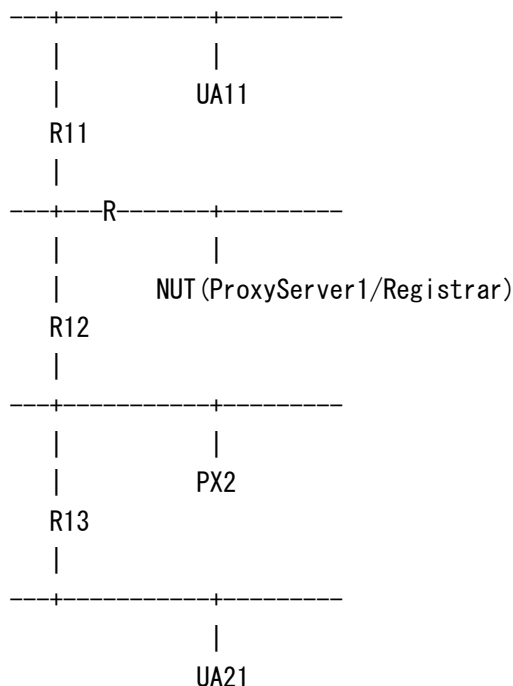 ---+-----------+---------
|           |
|          UA11
R11
|
---+---R-------+---------
|           |
|       NUT(ProxyServer1/Registrar)
R12
|
---+-----------+---------
|           |
|          PX2
R13
|
---+-----------+---------
|
UA21